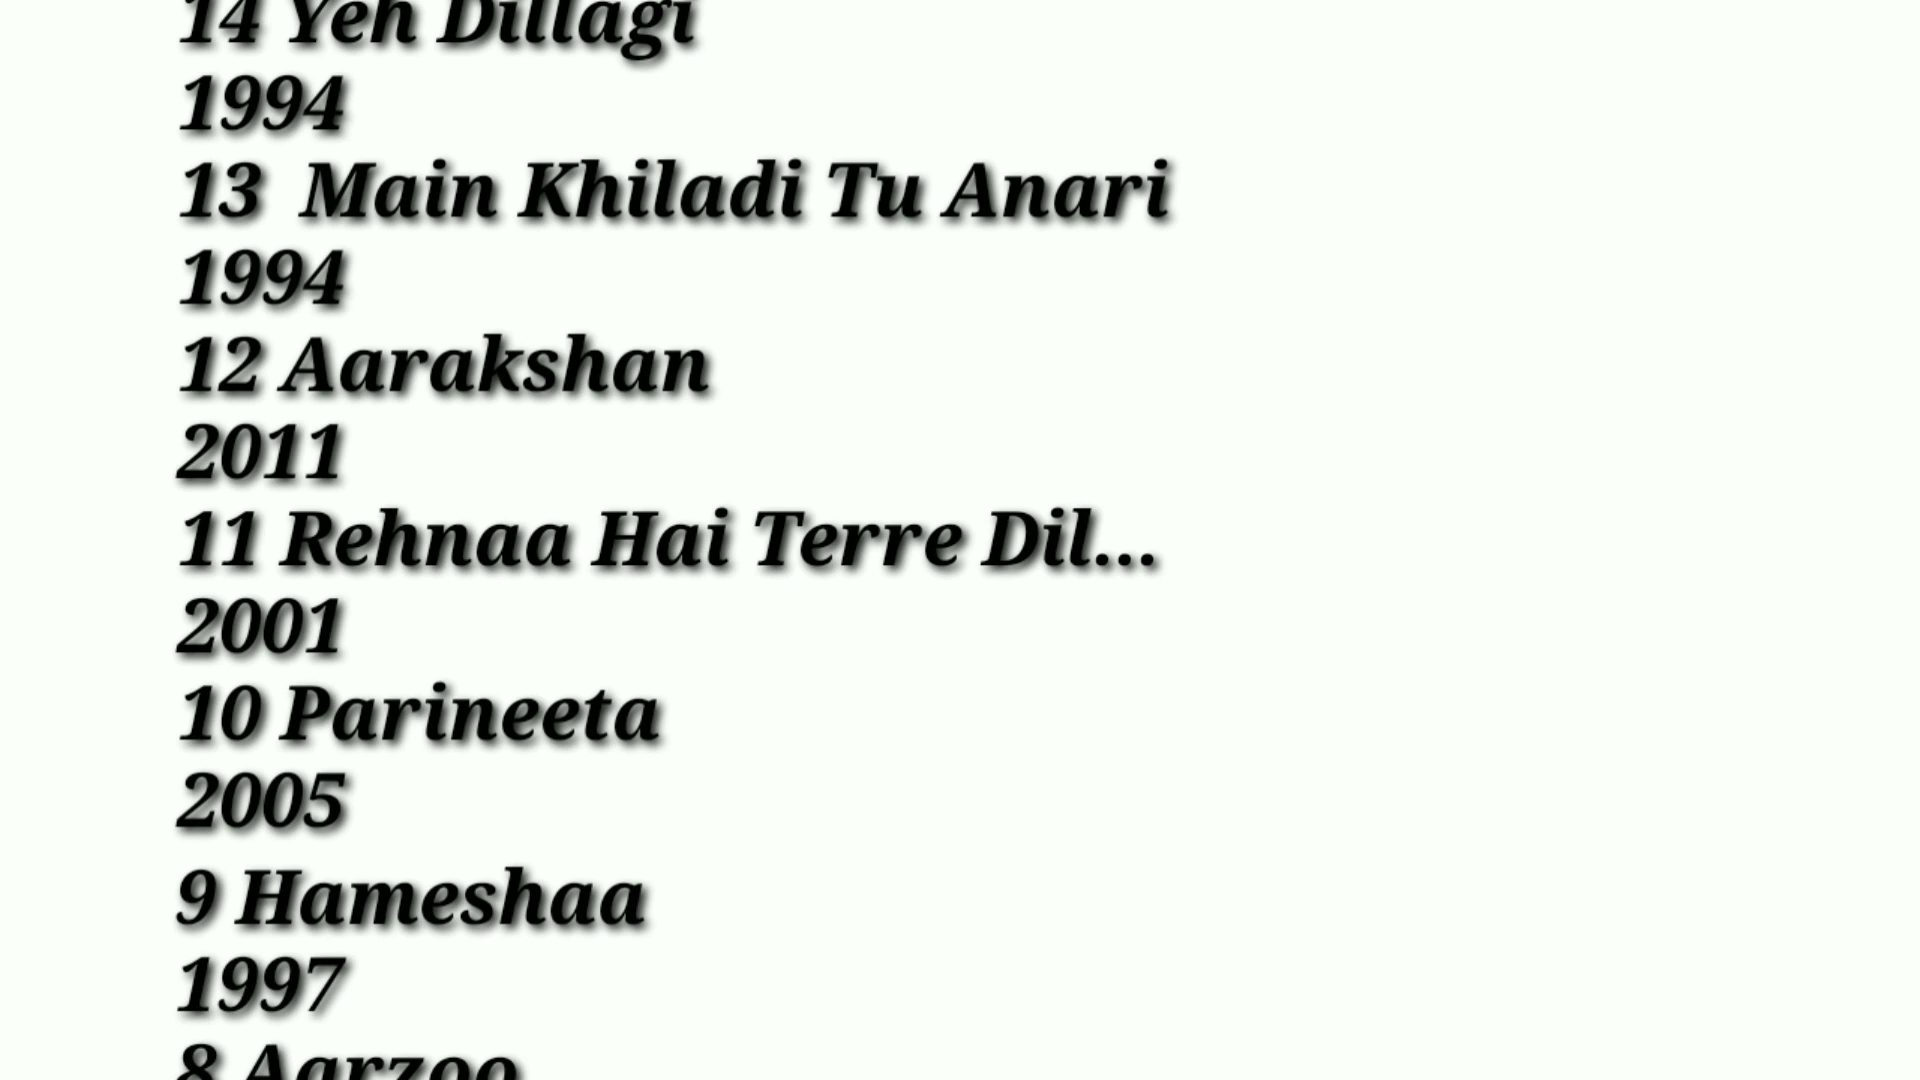 14 Yeh Dillagi
1994
13  Main Khiladi Tu Anari
1994
12 Aarakshan
2011
11 Rehnaa Hai Terre Dil...
2001
10 Parineeta
2005
9 Hameshaa
1997
8 Aarzoo